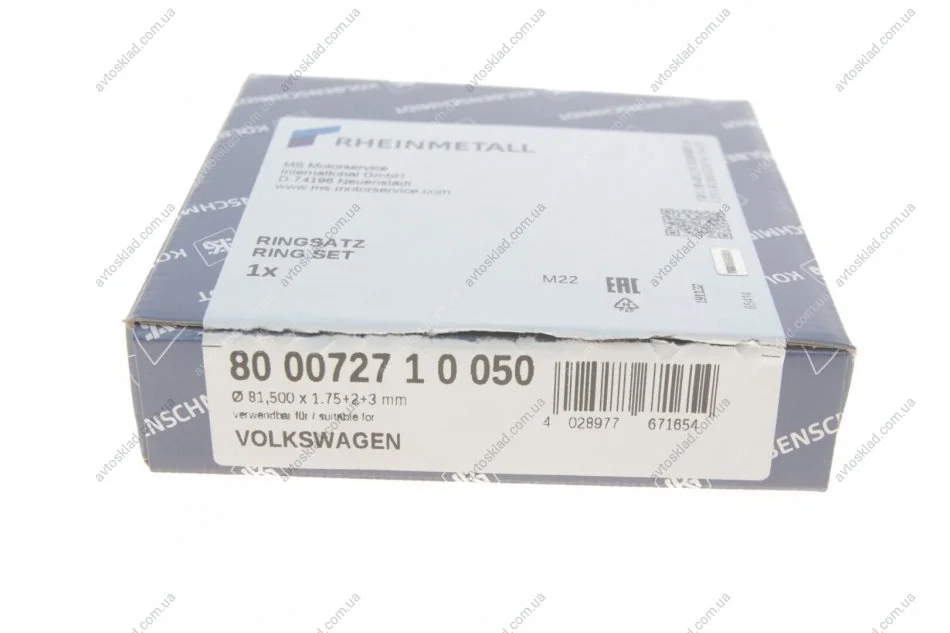 RHEINMETALL
MS Motorservice
International GmbH
D-74196 Neuenstadt
www.ms-motorservice.com
RINGSATZ
RING SET
1x
M22
EAC
191132
65414
80 00727 1 0 050
Ø 81,500 x 1.75+2+3 mm
verwendbar für / suitable for
VOLKSWAGEN
4 028977 671654
avtosklad.com.ua